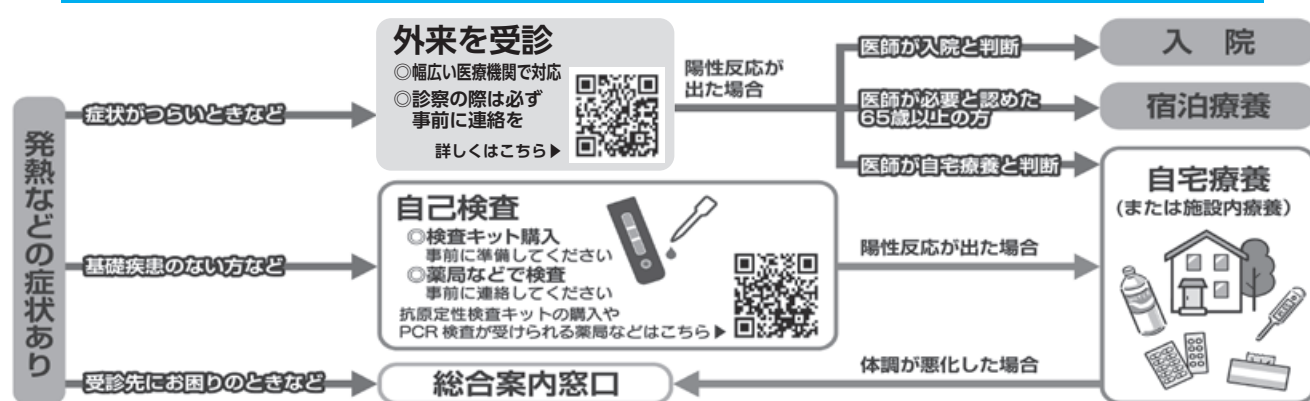 発熱などの症状あり
症状がつらいときなど
外来を受診
◎幅広い医療機関で対応
◎診察の際は必ず
事前に連絡を
詳しくはこちら▶
陽性反応が
出た場合
医師が入院と判断
入 院
医師が必要と認めた
65歳以上の方
宿泊療養
医師が自宅療養と判断
自宅療養
(または施設内療養)
基礎疾患のない方など
自己検査
◎検査キット購入
事前に準備してください
◎薬局などで検査
事前に連絡してください
抗原定性検査キットの購入や
PCR 検査が受けられる薬局などはこちら▶
陽性反応が出た場合
受診先にお困りのときなど
総合案内窓口
体調が悪化した場合